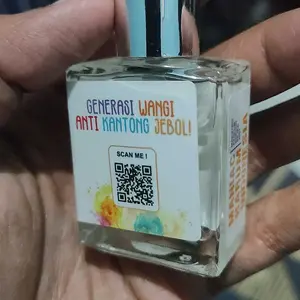 GENERASI WANGI
ANTI KANTONG JEBOL!
SCAN ME !